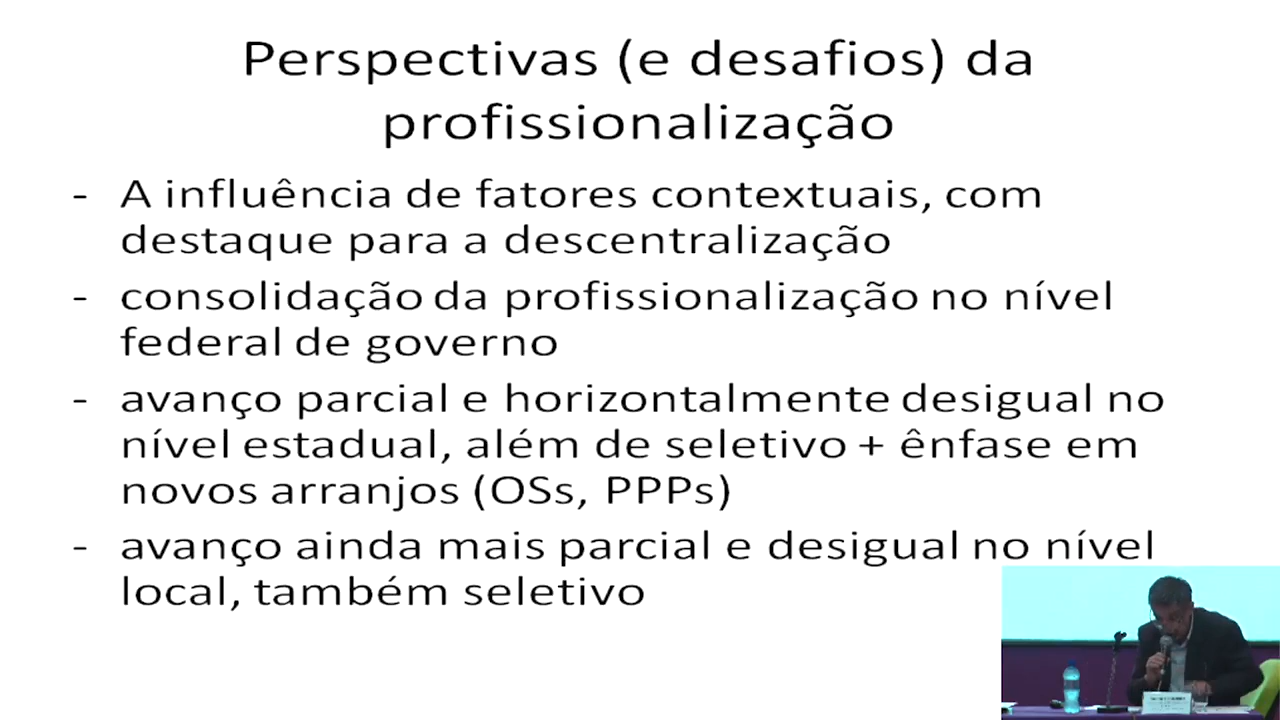 Perspectivas (e desafios) da
profissionalização
- A influência de fatores contextuais, com
destaque para a descentralização
- consolidação da profissionalização no nível
federal de governo
- avanço parcial e horizontalmente desigual no
nível estadual, além de seletivo + ênfase em
novos arranjos (OSs, PPPs)
- avanço ainda mais parcial e desigual no nível
local, também seletivo